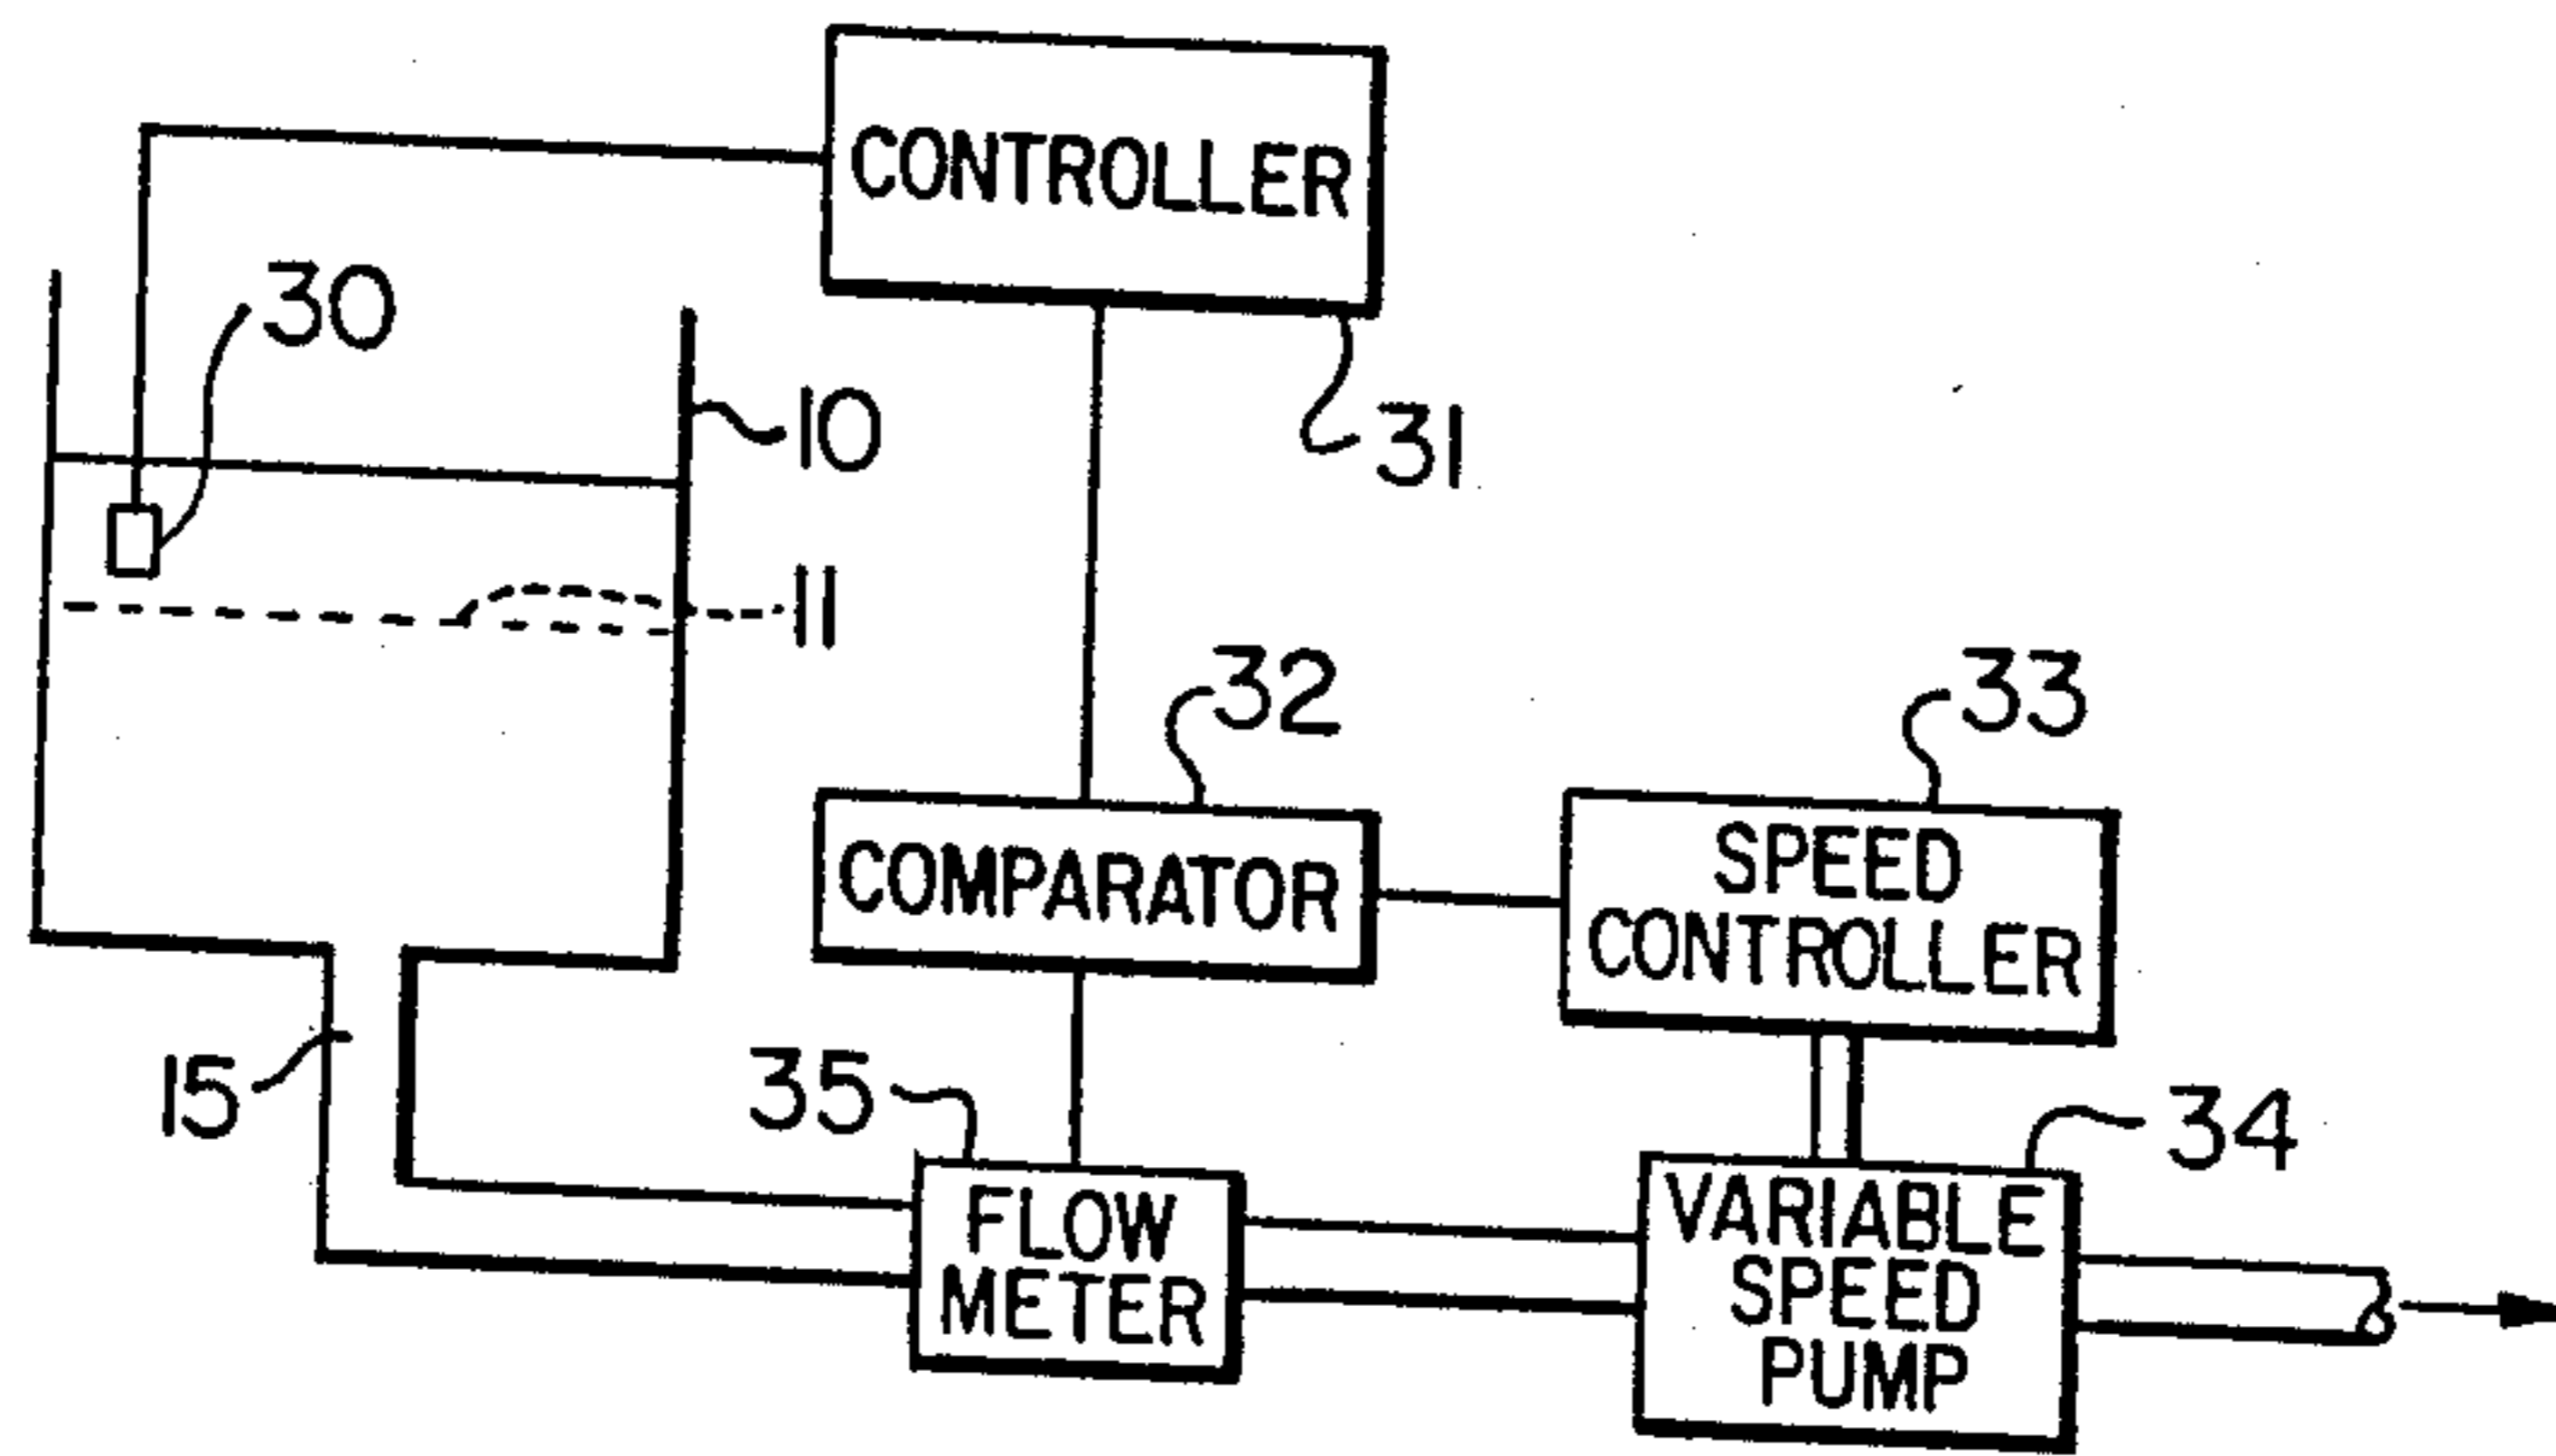 CONTROLLER
30
10
31
11
32
33
COMPARATOR
SPEED
CONTROLLER
15
35
34
FLOW
METER
VARIABLE
SPEED
PUMP